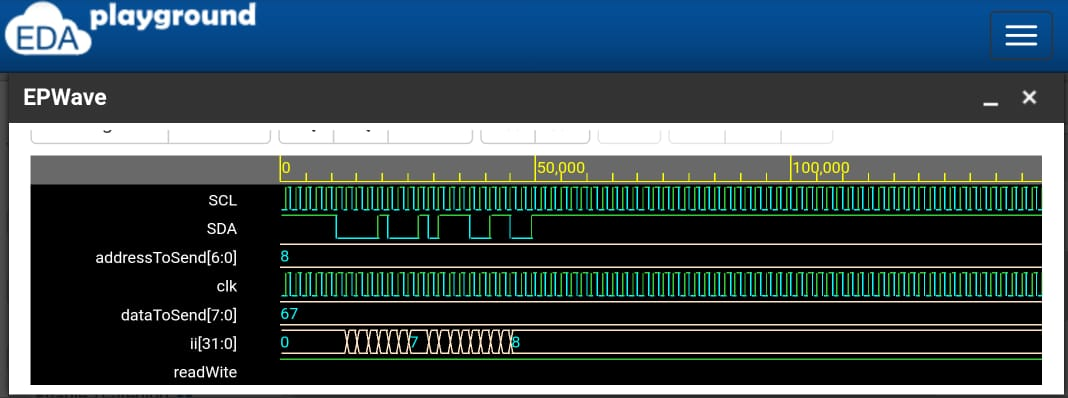 EDA playground
EPWave
0 50,000 100,000
SCL
SDA
addressToSend[6:0] 8
clk
dataToSend[7:0] 67
ii[31:0] 0 7 8
readWite